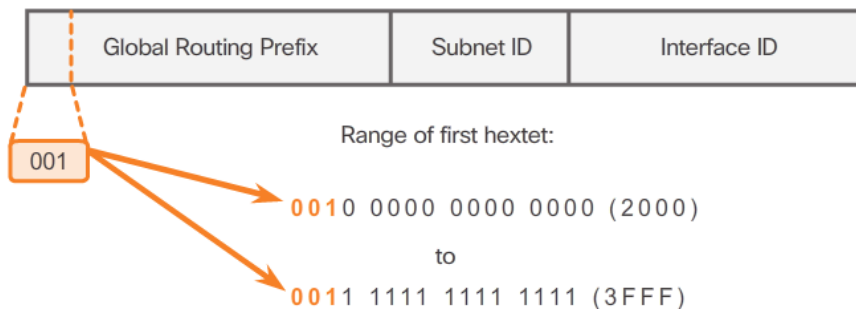 Global Routing Prefix Subnet ID Interface ID
Range of first hextet:
001
0010 0000 0000 0000 (2000)
to
0011 1111 1111 1111 (3FFF)